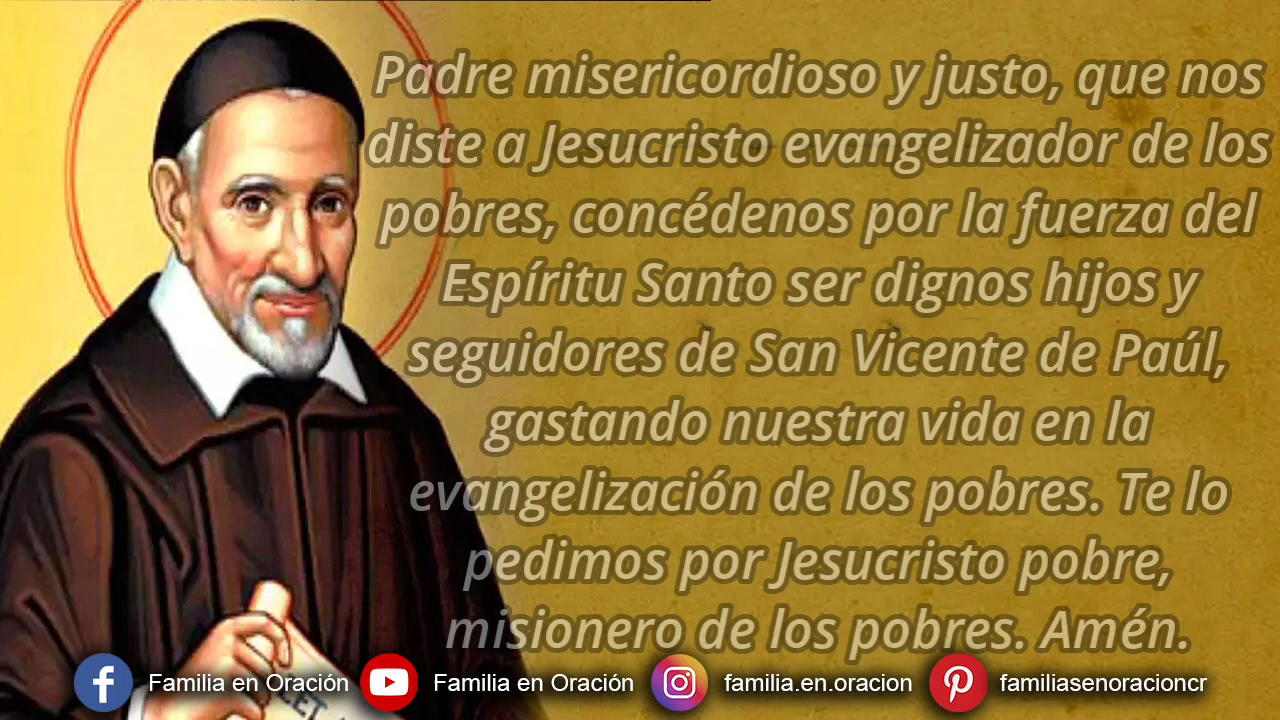 Padre misericordioso y justo, que nos
diste a Jesucristo evangelizador de los
pobres, concédenos por la fuerza del
Espíritu Santo ser dignos hijos y
seguidores de San Vicente de Paúl,
gastando nuestra vida en la
evangelización de los pobres. Te lo
pedimos por Jesucristo pobre,
misionero de los pobres. Amén.
Familia en Oración
Familia en Oración
familia.en.oracion
familiasenoracioncr